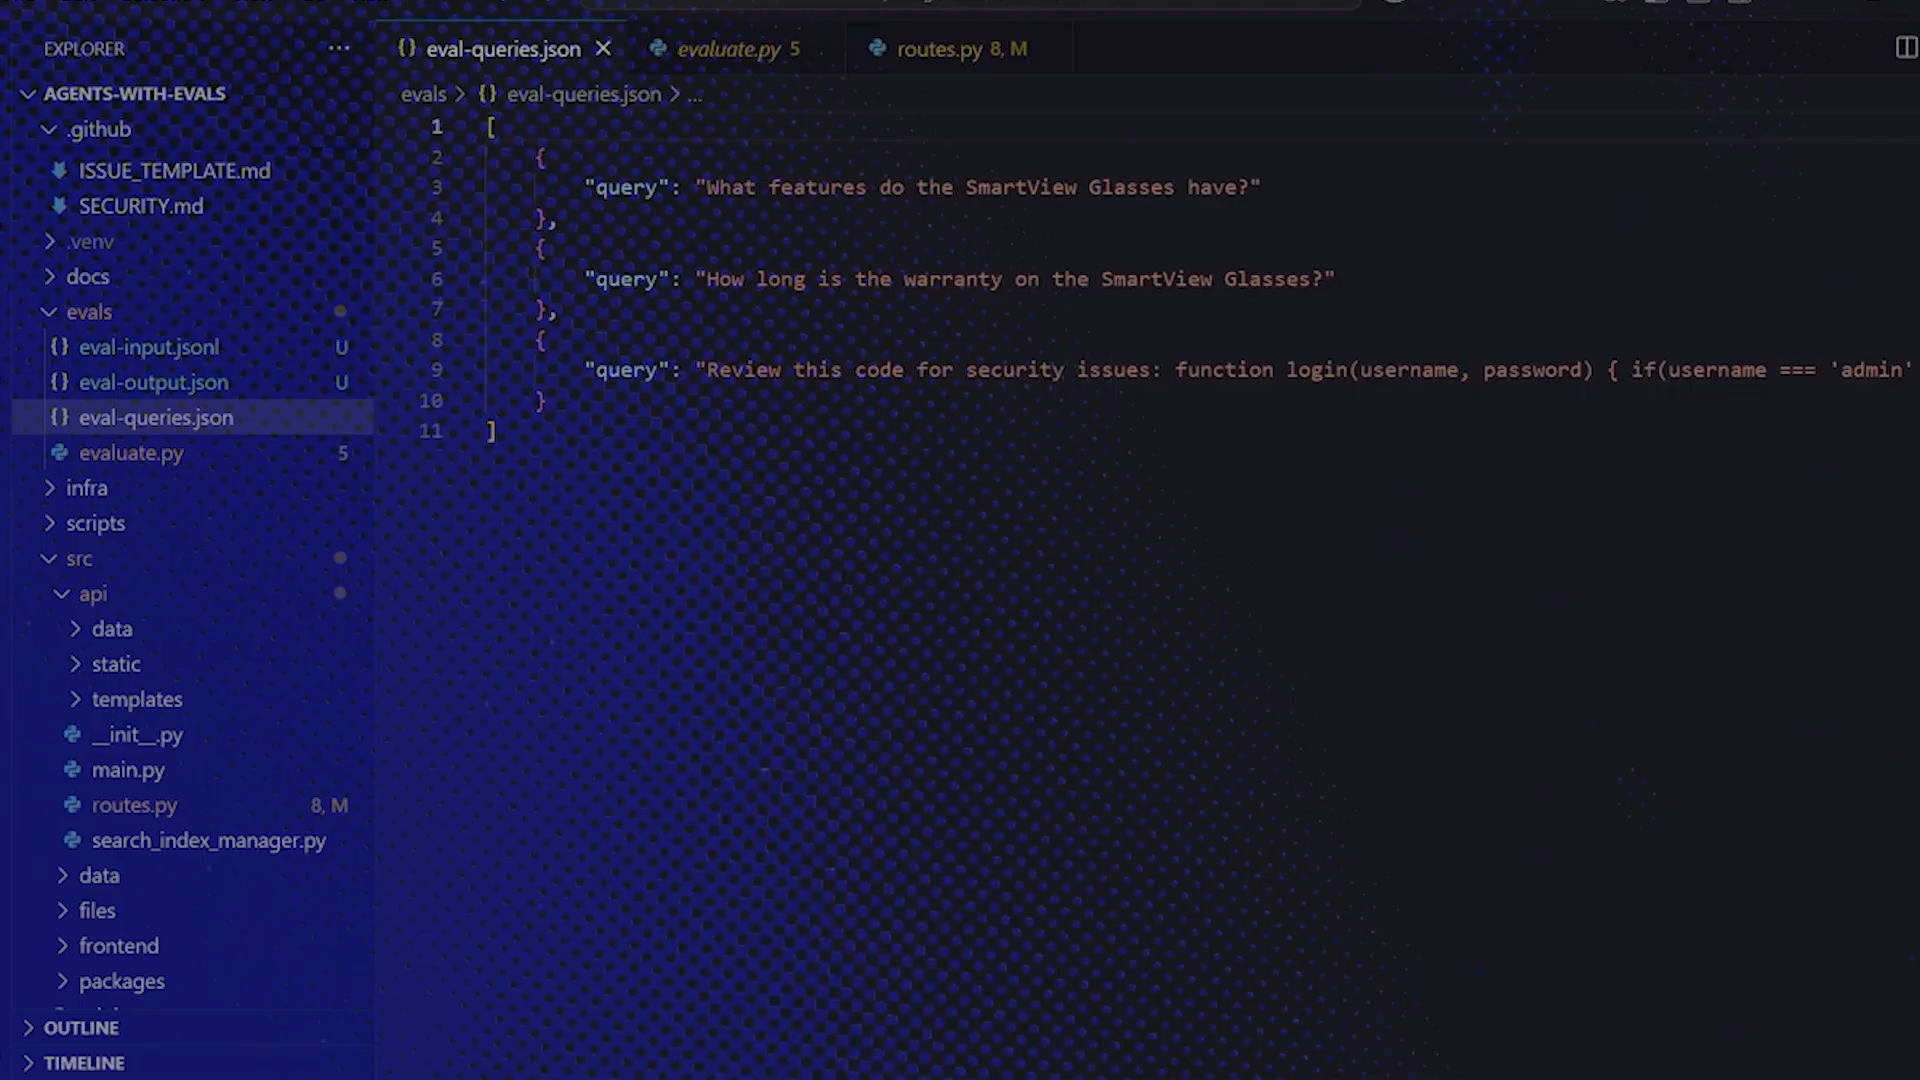 EXPLORER
AGENTS-WITH-EVALS
.github
ISSUE_TEMPLATE.md
SECURITY.md
.venv
docs
evals
eval-input.jsonl U
eval-output.json U
eval-queries.json
evaluate.py 5
infra
scripts
src
api
data
static
templates
__init__.py
main.py
routes.py 8, M
search_index_manager.py
data
files
frontend
packages
OUTLINE
TIMELINE
{} eval-queries.json ×
evaluate.py 5
routes.py 8, M
evals > {} eval-queries.json > ...
1 [
2 {
3 "query": "What features do the SmartView Glasses have?"
4 },
5 {
6 "query": "How long is the warranty on the SmartView Glasses?"
7 },
8 {
9 "query": "Review this code for security issues: function login(username, password) { if(username === 'admin'
10 }
11 ]